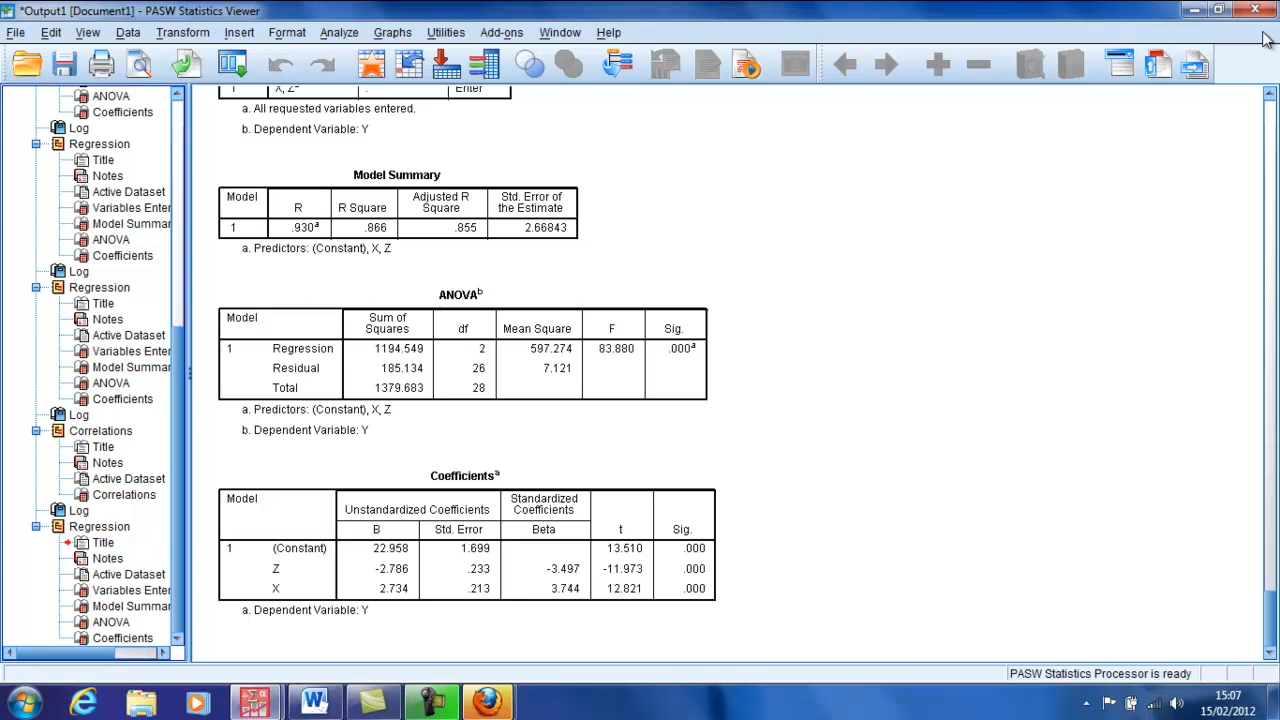 *Output1 [Document1] - PASW Statistics Viewer
File Edit View Data Transform Insert Format Analyze Graphs Utilities Add-ons Window Help
ANOVA
Coefficients
Log
Regression
Title
Notes
Active Dataset
Variables Enter
Model Summar
ANOVA
Coefficients
Log
Regression
Title
Notes
Active Dataset
Variables Enter
Model Summar
ANOVA
Coefficients
Log
Correlations
Title
Notes
Active Dataset
Correlations
Log
Regression
Title
Notes
Active Dataset
Variables Enter
Model Summar
ANOVA
Coefficients
1 X, Z . Enter
a. All requested variables entered.
b. Dependent Variable: Y
Model Summary
Model R R Square Adjusted R Square Std. Error of the Estimate
1 .930a .866 .855 2.66843
a. Predictors: (Constant), X, Z
ANOVAb
Model Sum of Squares df Mean Square F Sig.
1 Regression 1194.549 2 597.274 83.880 .000a
Residual 185.134 26 7.121
Total 1379.683 28
a. Predictors: (Constant), X, Z
b. Dependent Variable: Y
Coefficientsa
Model Unstandardized Coefficients Standardized Coefficients t Sig.
B Std. Error Beta
1 (Constant) 22.958 1.699 13.510 .000
Z -2.786 .233 -3.497 -11.973 .000
X 2.734 .213 3.744 12.821 .000
a. Dependent Variable: Y
PASW Statistics Processor is ready
15:07
15/02/2012